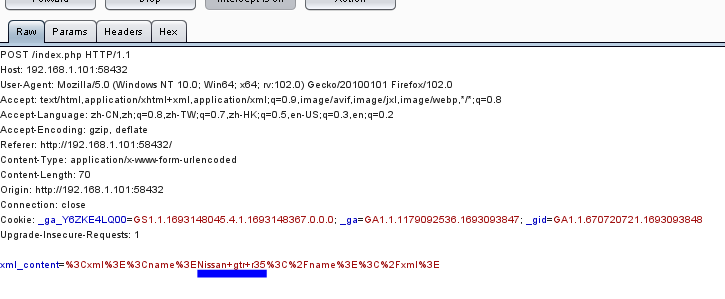 Forward Drop Intercept is on Action
Raw Params Headers Hex
POST /index.php HTTP/1.1
Host: 192.168.1.101:58432
User-Agent: Mozilla/5.0 (Windows NT 10.0; Win64; x64; rv:102.0) Gecko/20100101 Firefox/102.0
Accept: text/html,application/xhtml+xml,application/xml;q=0.9,image/avif,image/jxl,image/webp,*/*;q=0.8
Accept-Language: zh-CN,zh;q=0.8,zh-TW;q=0.7,zh-HK;q=0.5,en-US;q=0.3,en;q=0.2
Accept-Encoding: gzip, deflate
Referer: http://192.168.1.101:58432/
Content-Type: application/x-www-form-urlencoded
Content-Length: 70
Origin: http://192.168.1.101:58432
Connection: close
Cookie: _ga_Y6ZKE4LQ00=GS1.1.1693148045.4.1.1693148367.0.0.0; _ga=GA1.1.1179092536.1693093847; _gid=GA1.1.670720721.1693093848
Upgrade-Insecure-Requests: 1
xml_content=%3Cxml%3E%3Cname%3ENissan+gtr+r35%3C%2Fname%3E%3C%2Fxml%3E